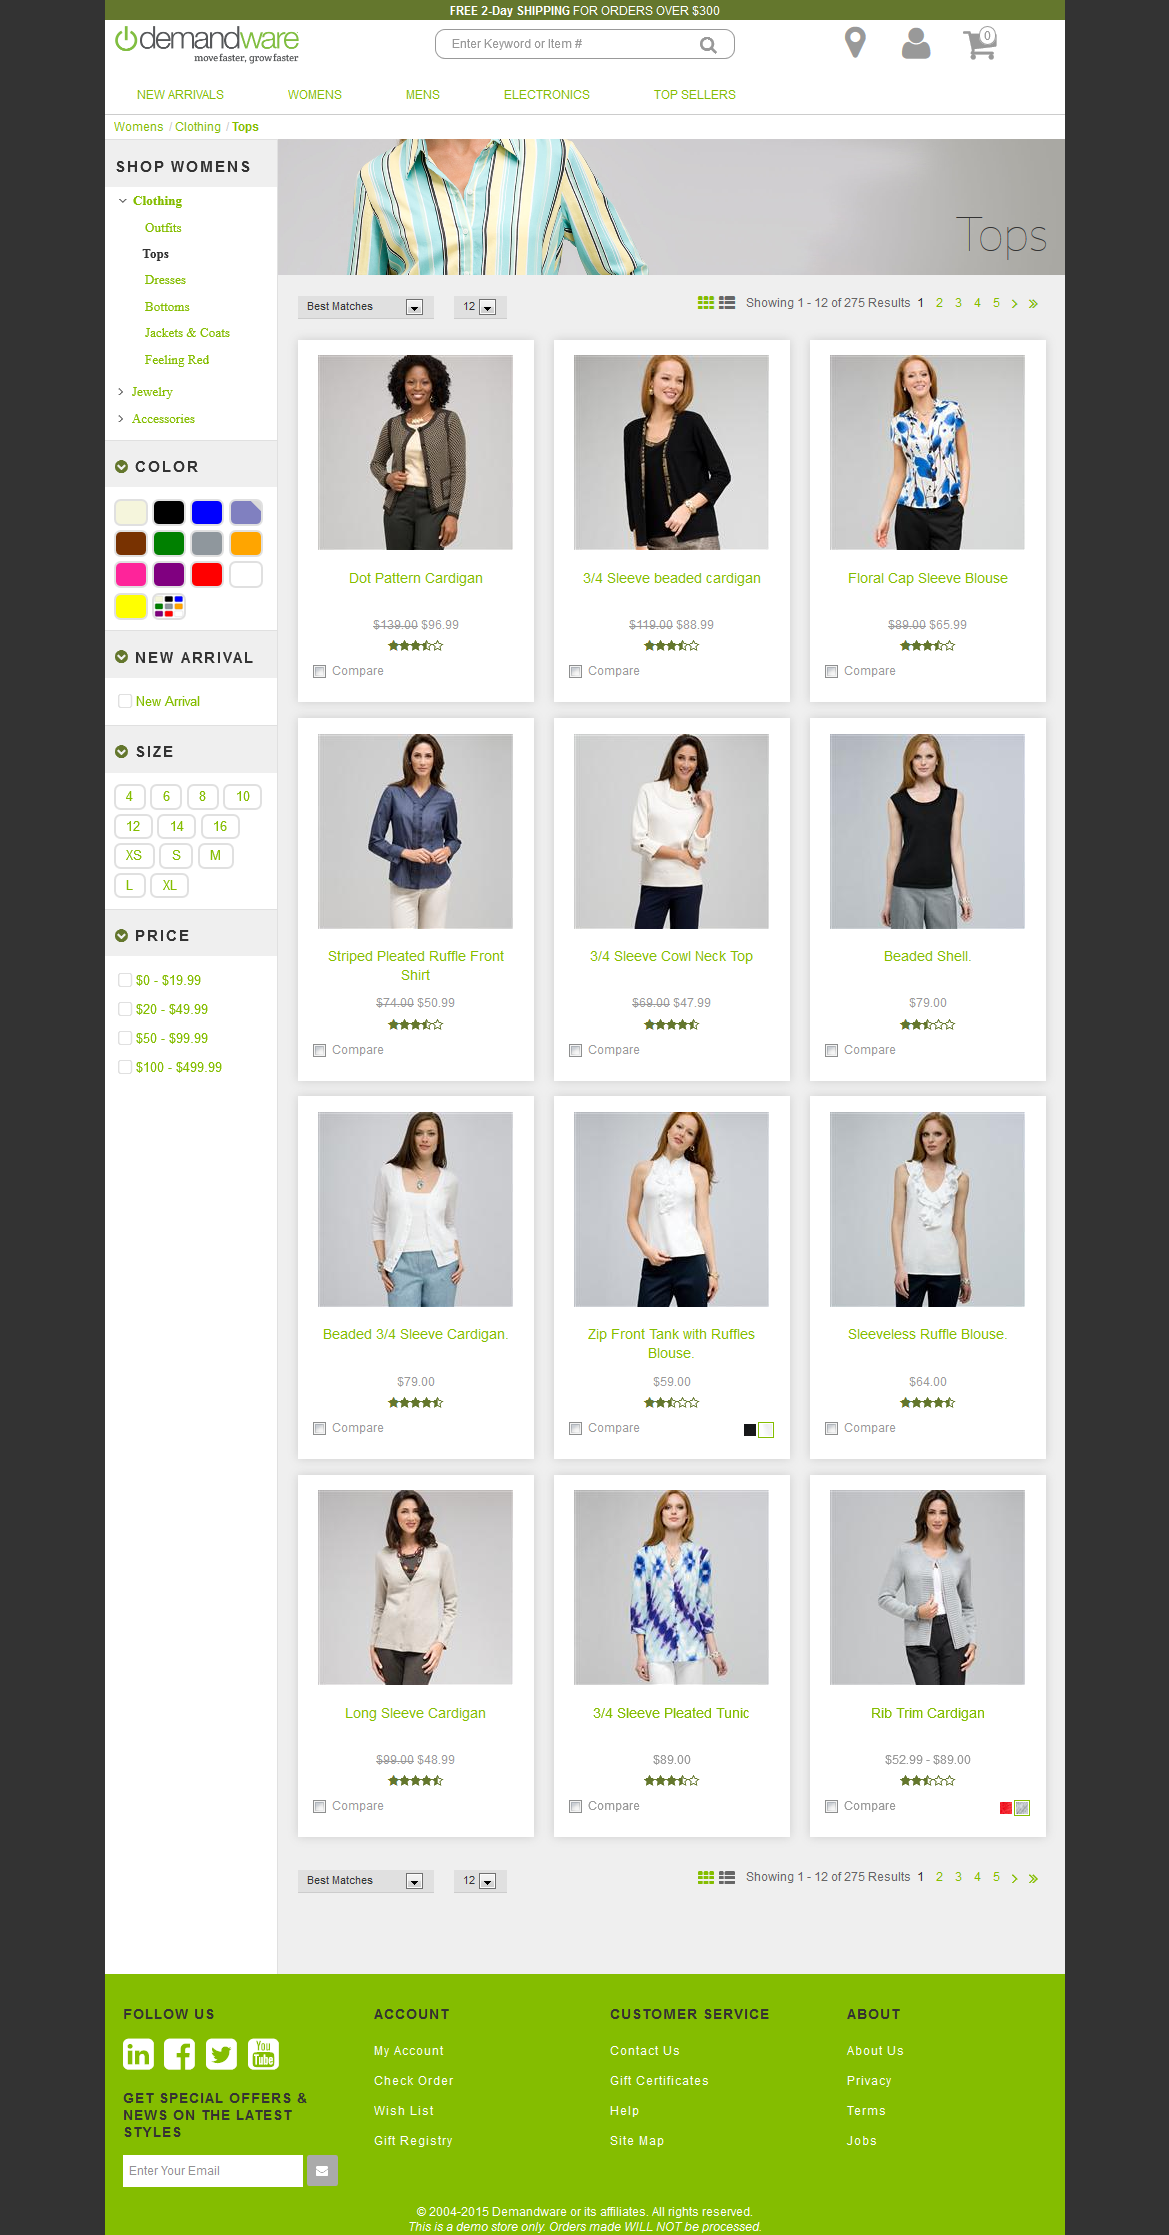 FREE 2-Day SHIPPING FOR ORDERS OVER $300
demandware
move faster, grow faster
Enter Keyword or Item #
0
NEW ARRIVALS WOMENS MENS ELECTRONICS TOP SELLERS
Womens / Clothing / Tops
SHOP WOMENS
Clothing
Outfits
Tops
Dresses
Bottoms
Jackets & Coats
Feeling Red
Jewelry
Accessories
COLOR
NEW ARRIVAL
New Arrival
SIZE
4 6 8 10
12 14 16
XS S M
L XL
PRICE
$0 - $19.99
$20 - $49.99
$50 - $99.99
$100 - $499.99
Tops
Best Matches 12 Showing 1 - 12 of 275 Results 1 2 3 4 5 > »
Dot Pattern Cardigan
$139.00 $96.99
Compare
3/4 Sleeve beaded cardigan
$119.00 $88.99
Compare
Floral Cap Sleeve Blouse
$89.00 $65.99
Compare
Striped Pleated Ruffle Front
Shirt
$74.00 $50.99
Compare
3/4 Sleeve Cowl Neck Top
$69.00 $47.99
Compare
Beaded Shell.
$79.00
Compare
Beaded 3/4 Sleeve Cardigan.
$79.00
Compare
Zip Front Tank with Ruffles
Blouse.
$59.00
Compare
Sleeveless Ruffle Blouse.
$64.00
Compare
Long Sleeve Cardigan
$99.00 $48.99
Compare
3/4 Sleeve Pleated Tunic
$89.00
Compare
Rib Trim Cardigan
$52.99 - $89.00
Compare
Best Matches 12 Showing 1 - 12 of 275 Results 1 2 3 4 5 > »
FOLLOW US
in f You Tube
GET SPECIAL OFFERS &
NEWS ON THE LATEST
STYLES
Enter Your Email
ACCOUNT
My Account
Check Order
Wish List
Gift Registry
CUSTOMER SERVICE
Contact Us
Gift Certificates
Help
Site Map
ABOUT
About Us
Privacy
Terms
Jobs
© 2004-2015 Demandware or its affiliates. All rights reserved.
This is a demo store only. Orders made WILL NOT be processed.